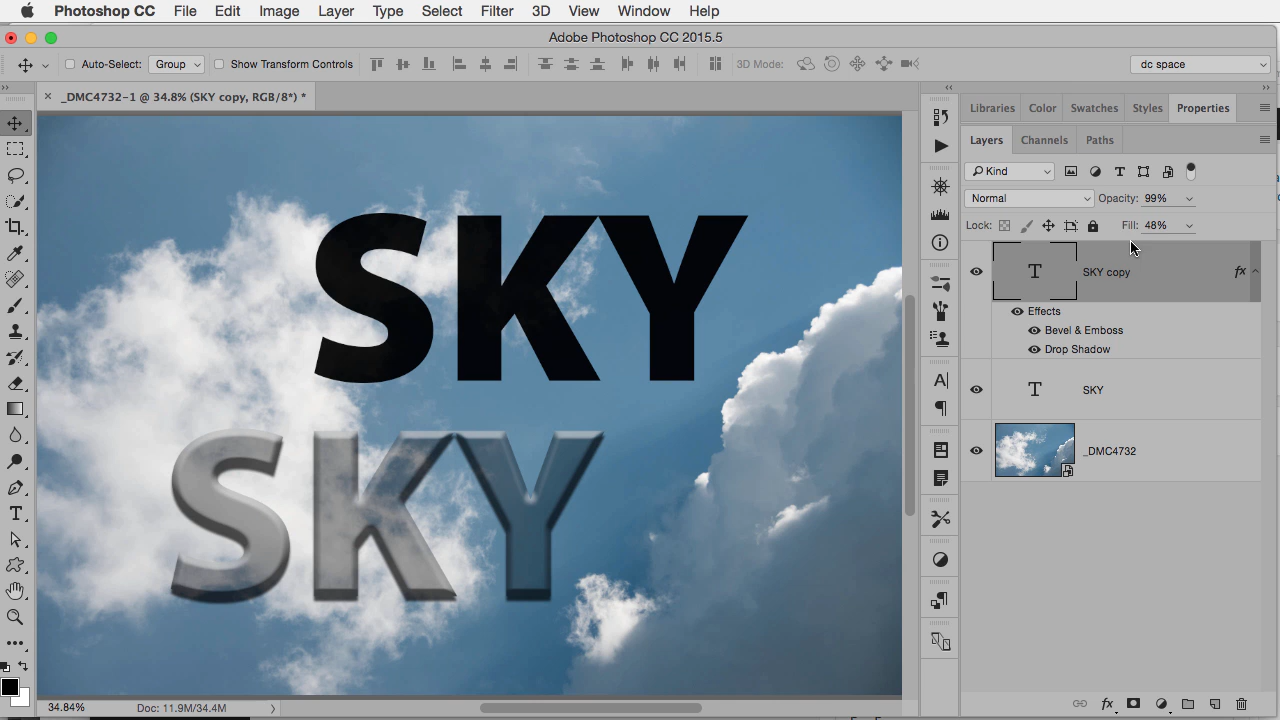 Photoshop CC File Edit Image Layer Type Select Filter 3D View Window Help
Adobe Photoshop CC 2015.5
Auto-Select: Group Show Transform Controls 3D Mode: dc space
_DMC4732-1 @ 34.8% (SKY copy, RGB/8*) *
Libraries Color Swatches Styles Properties
Layers Channels Paths
Kind
Normal Opacity: 99%
Lock: Fill: 48%
SKY copy fx
Effects
Bevel & Emboss
Drop Shadow
SKY
_DMC4732
SKY
SKY
34.84% Doc: 11.9M/34.4M
fx